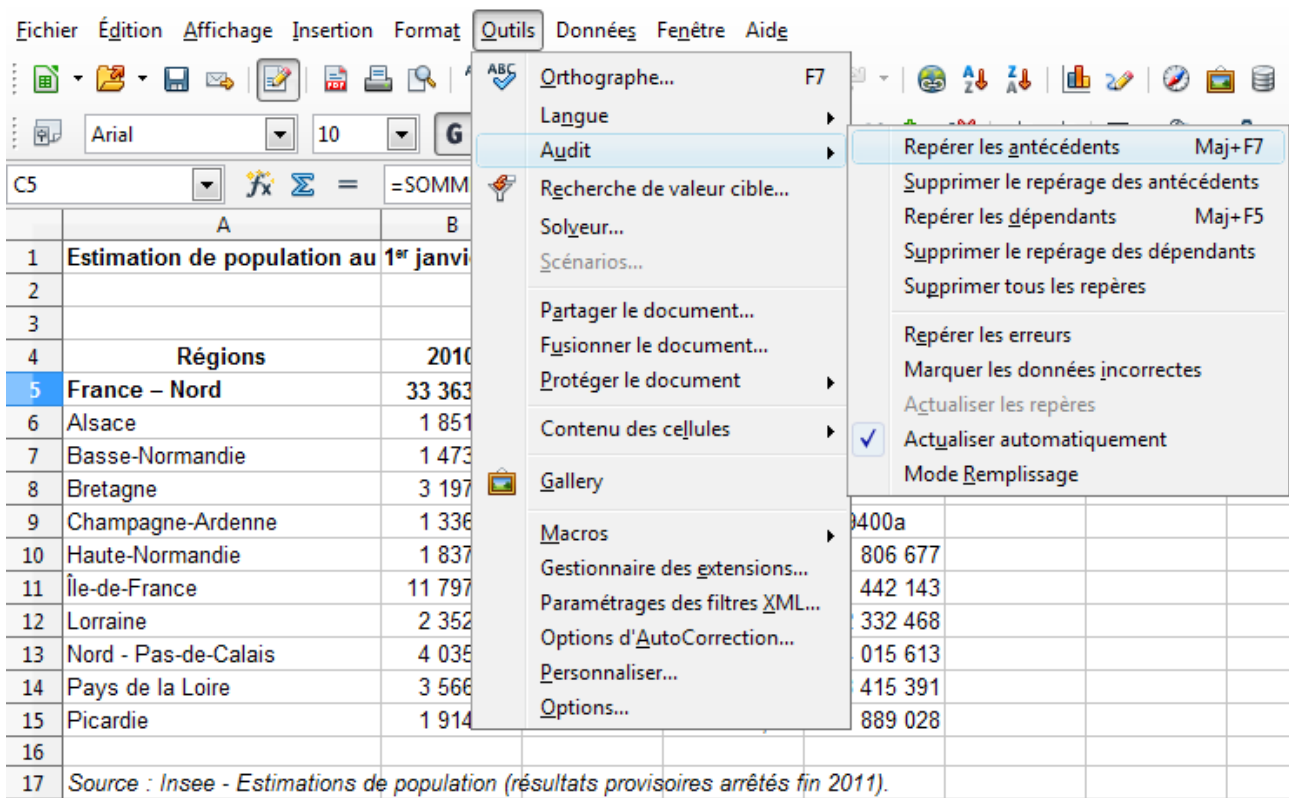 Fichier Édition Affichage Insertion Format Outils Données Fenêtre Aide
Arial 10 G
C5 =SOMM
A B
1 Estimation de population au 1er janvi
2
3
4 Régions 2010
5 France – Nord 33 363
6 Alsace 1 851
7 Basse-Normandie 1 473
8 Bretagne 3 197
9 Champagne-Ardenne 1 336 9400a
10 Haute-Normandie 1 837 806 677
11 Île-de-France 11 797 442 143
12 Lorraine 2 352 332 468
13 Nord - Pas-de-Calais 4 035 015 613
14 Pays de la Loire 3 566 415 391
15 Picardie 1 914 889 028
16
17 Source : Insee - Estimations de population (résultats provisoires arrêtés fin 2011).
ABC Orthographe... F7
Langue
Audit
Recherche de valeur cible...
Solveur...
Scénarios...
Partager le document...
Fusionner le document...
Protéger le document
Contenu des cellules
Gallery
Macros
Gestionnaire des extensions...
Paramétrages des filtres XML...
Options d'AutoCorrection...
Personnaliser...
Options...
Repérer les antécédents Maj+F7
Supprimer le repérage des antécédents
Repérer les dépendants Maj+F5
Supprimer le repérage des dépendants
Supprimer tous les repères
Repérer les erreurs
Marquer les données incorrectes
Actualiser les repères
Actualiser automatiquement
Mode Remplissage